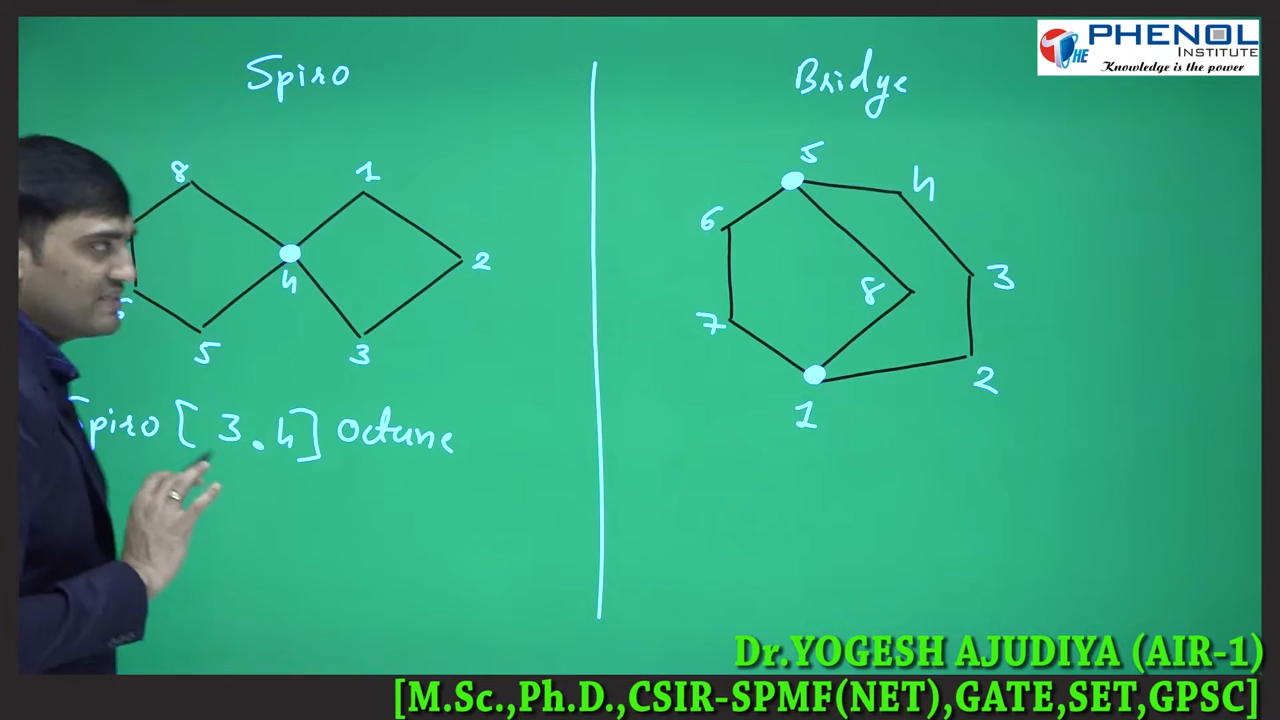 PHENOL
THE INSTITUTE
Knowledge is the power
Spiro
Bridge
8 1
4 2
5 3
5
6 4
8 3
7 2
1
Spiro [3.4] Octane
Dr.YOGESH AJUDIYA (AIR-1)
[M.Sc.,Ph.D.,CSIR-SPMF(NET),GATE,SET,GPSC]